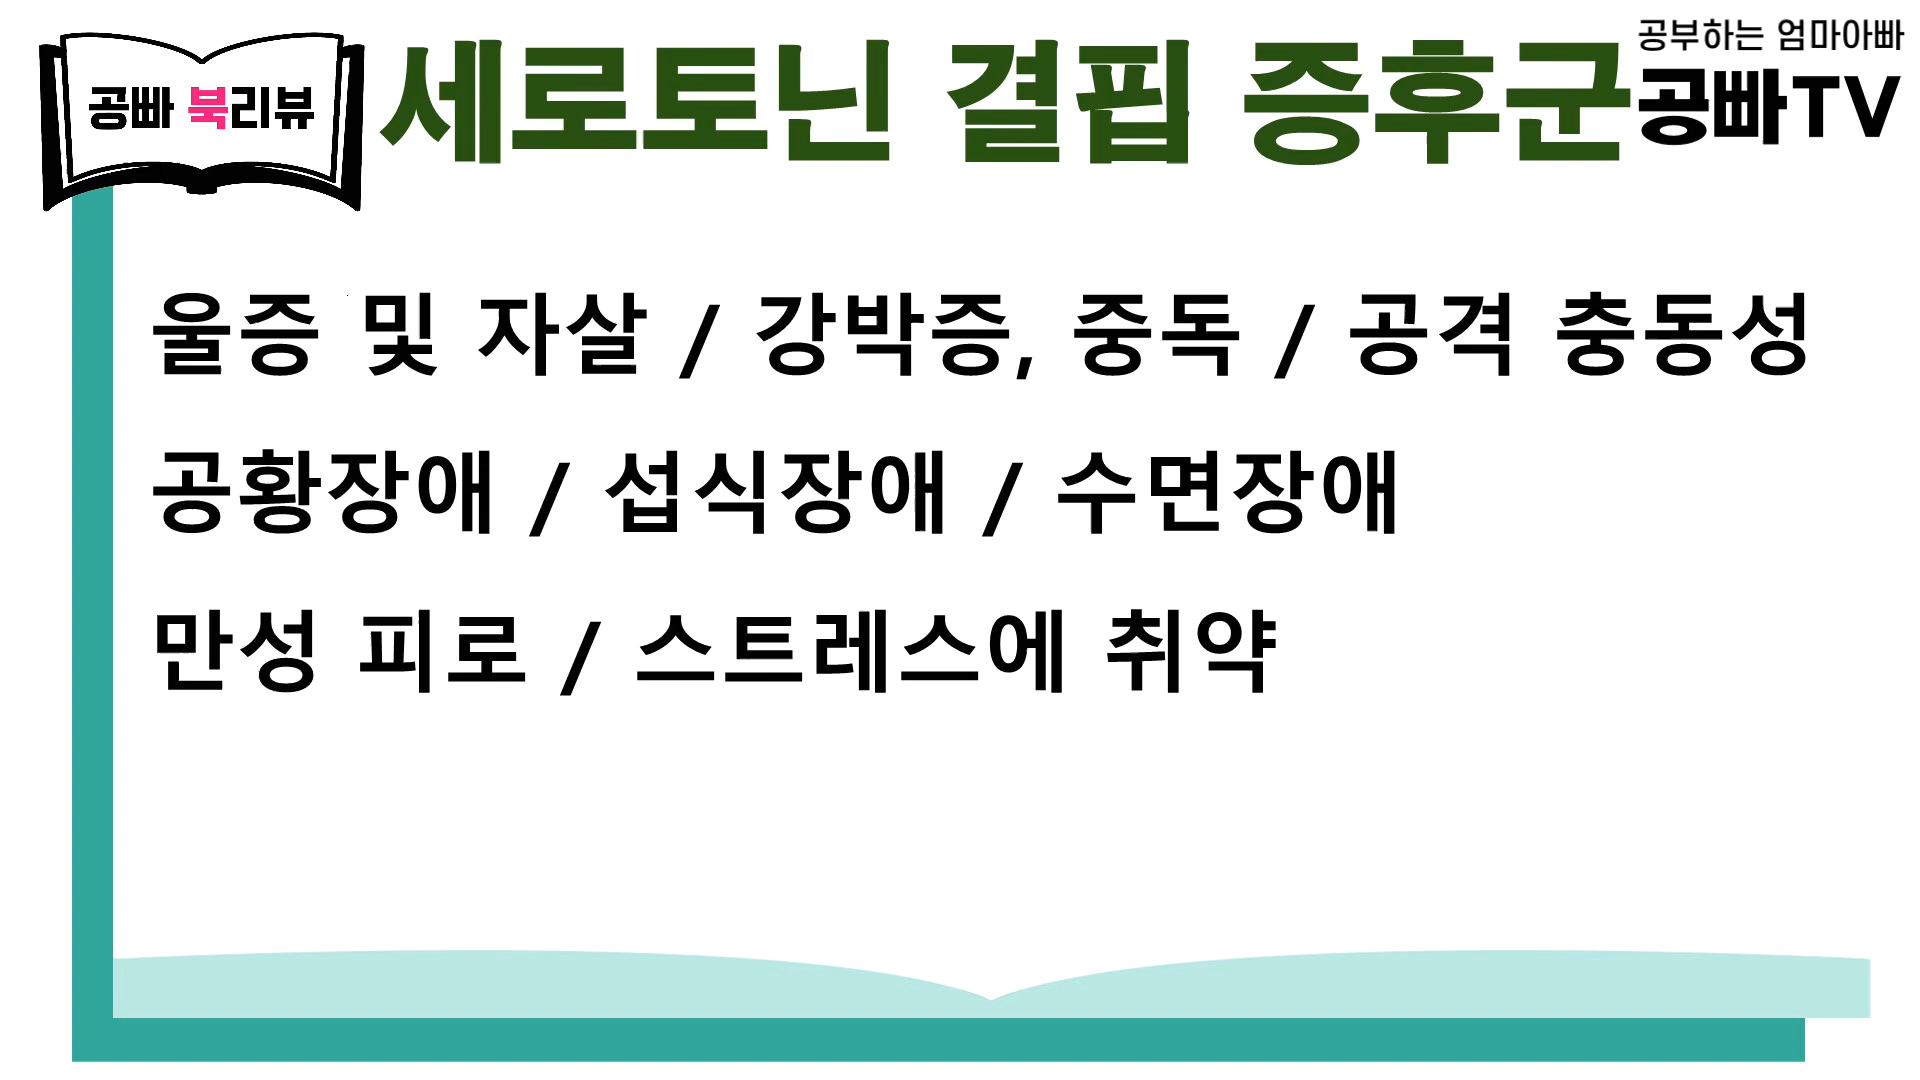 공빠 북리뷰
세로토닌 결핍 증후군
공부하는 엄마아빠
공빠TV
울증 및 자살 / 강박증, 중독 / 공격 충동성
공황장애 / 섭식장애 / 수면장애
만성 피로 / 스트레스에 취약